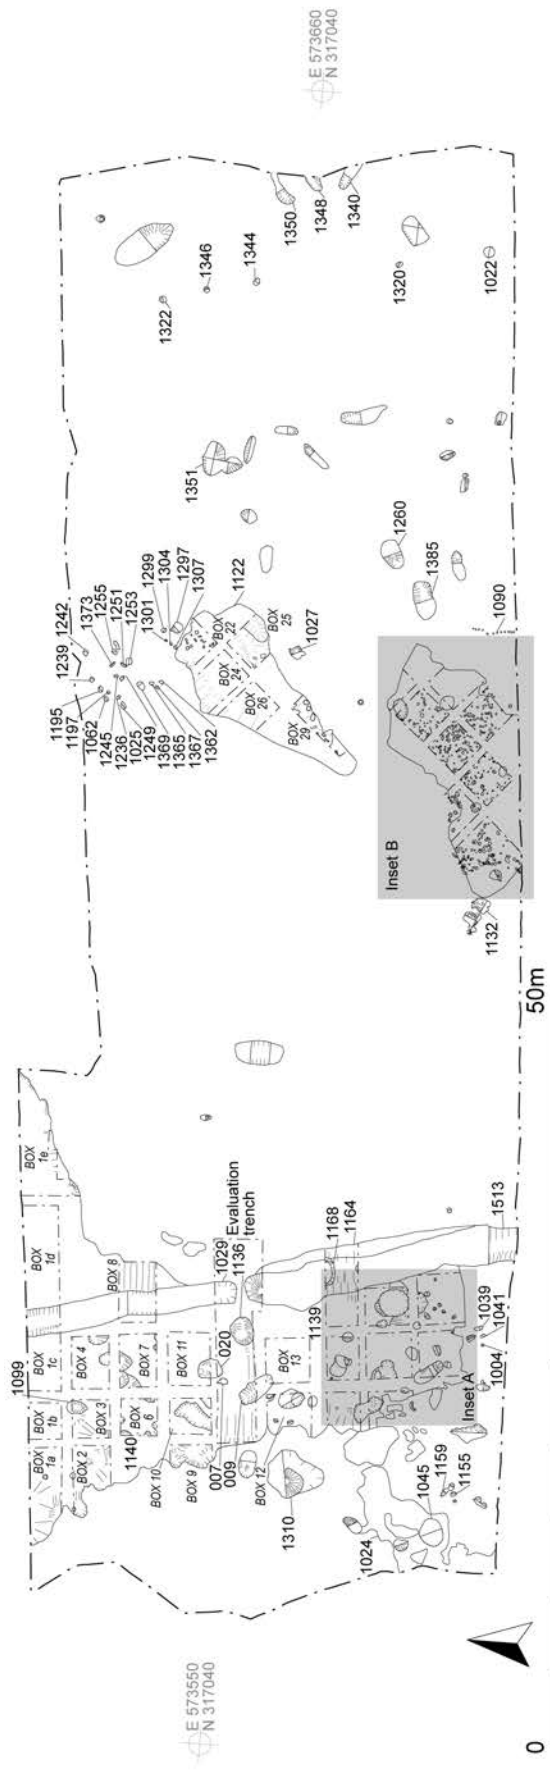 E 573660
N 317040
1350
1348
1340
1346
1344
1322
1320
1022
1351
1260
1385
1090
1299
1304
1297
1307
1301
1122
1242
1373
1255
1251
1253
1239
1195
1197
1062
1245
1236
1025
1249
1369
1365
1367
1362
BOX
22
BOX
25
BOX
24
BOX
26
BOX
29
1027
Inset B
1132
50m
BOX
1e
BOX
1d
BOX 8
1029
1136
Evaluation
trench
1168
1164
1513
1099
BOX
1c
BOX 4
BOX 7
BOX 11
020
BOX
13
1139
1039
1041
1004
Inset A
BOX
1b
BOX 3
BOX
6
1140
BOX
1a
BOX 2
BOX 10
BOX 9
007
009
BOX 12
1310
1024
1045
1159
1155
E 573550
N 317040
0